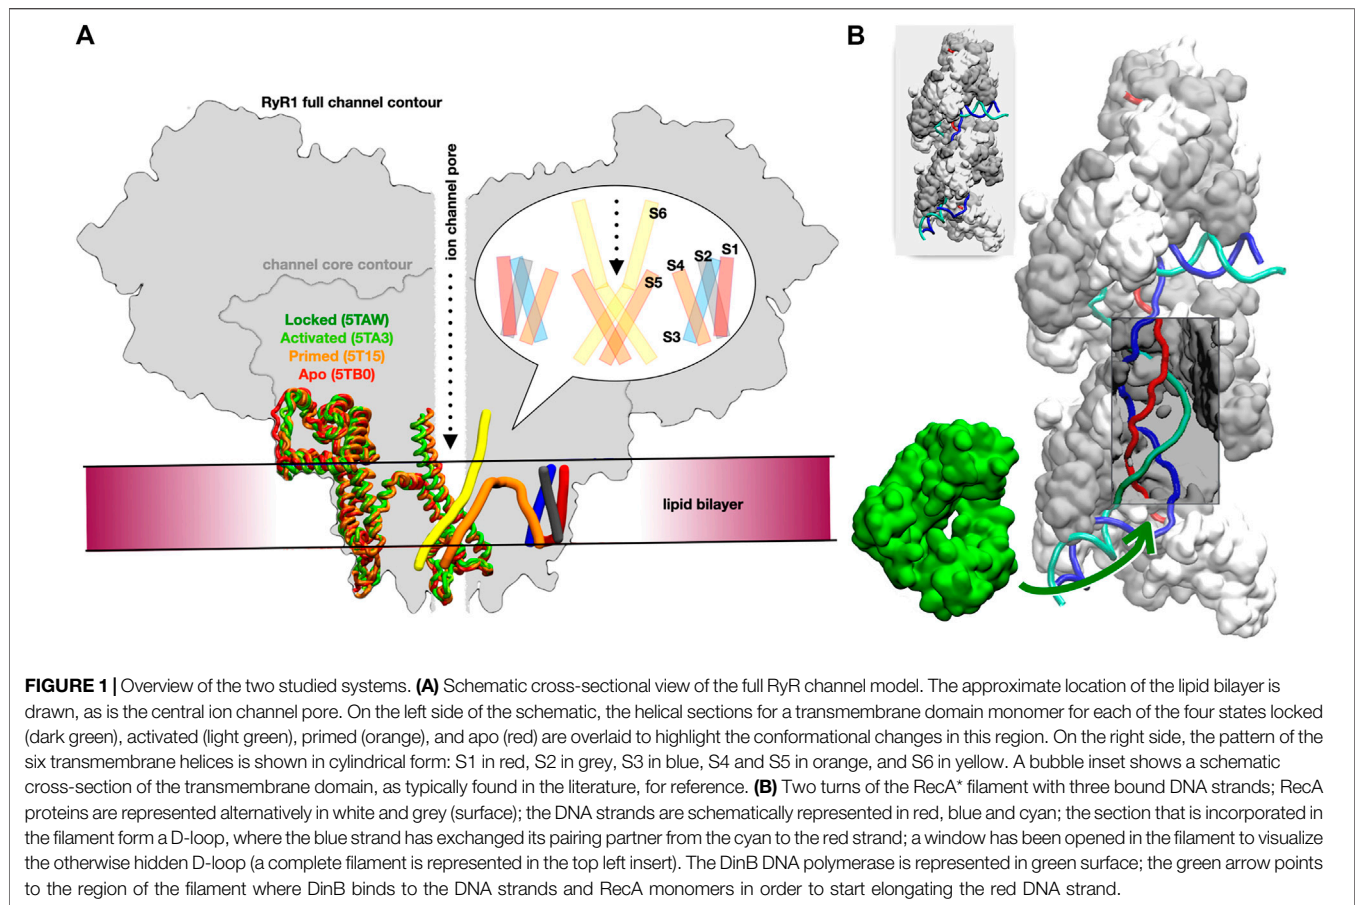 A
B
RyR1 full channel contour
ion channel pore
S6
S1
S2
S4
S5
S3
channel core contour
Locked (5TAW)
Activated (5TA3)
Primed (5T15)
Apo (5TB0)
lipid bilayer
FIGURE 1 | Overview of the two studied systems. (A) Schematic cross-sectional view of the full RyR channel model. The approximate location of the lipid bilayer is
drawn, as is the central ion channel pore. On the left side of the schematic, the helical sections for a transmembrane domain monomer for each of the four states locked
(dark green), activated (light green), primed (orange), and apo (red) are overlaid to highlight the conformational changes in this region. On the right side, the pattern of the
six transmembrane helices is shown in cylindrical form: S1 in red, S2 in grey, S3 in blue, S4 and S5 in orange, and S6 in yellow. A bubble inset shows a schematic
cross-section of the transmembrane domain, as typically found in the literature, for reference. (B) Two turns of the RecA* filament with three bound DNA strands; RecA
proteins are represented alternatively in white and grey (surface); the DNA strands are schematically represented in red, blue and cyan; the section that is incorporated in
the filament form a D-loop, where the blue strand has exchanged its pairing partner from the cyan to the red strand; a window has been opened in the filament to visualize
the otherwise hidden D-loop (a complete filament is represented in the top left insert). The DinB DNA polymerase is represented in green surface; the green arrow points
to the region of the filament where DinB binds to the DNA strands and RecA monomers in order to start elongating the red DNA strand.